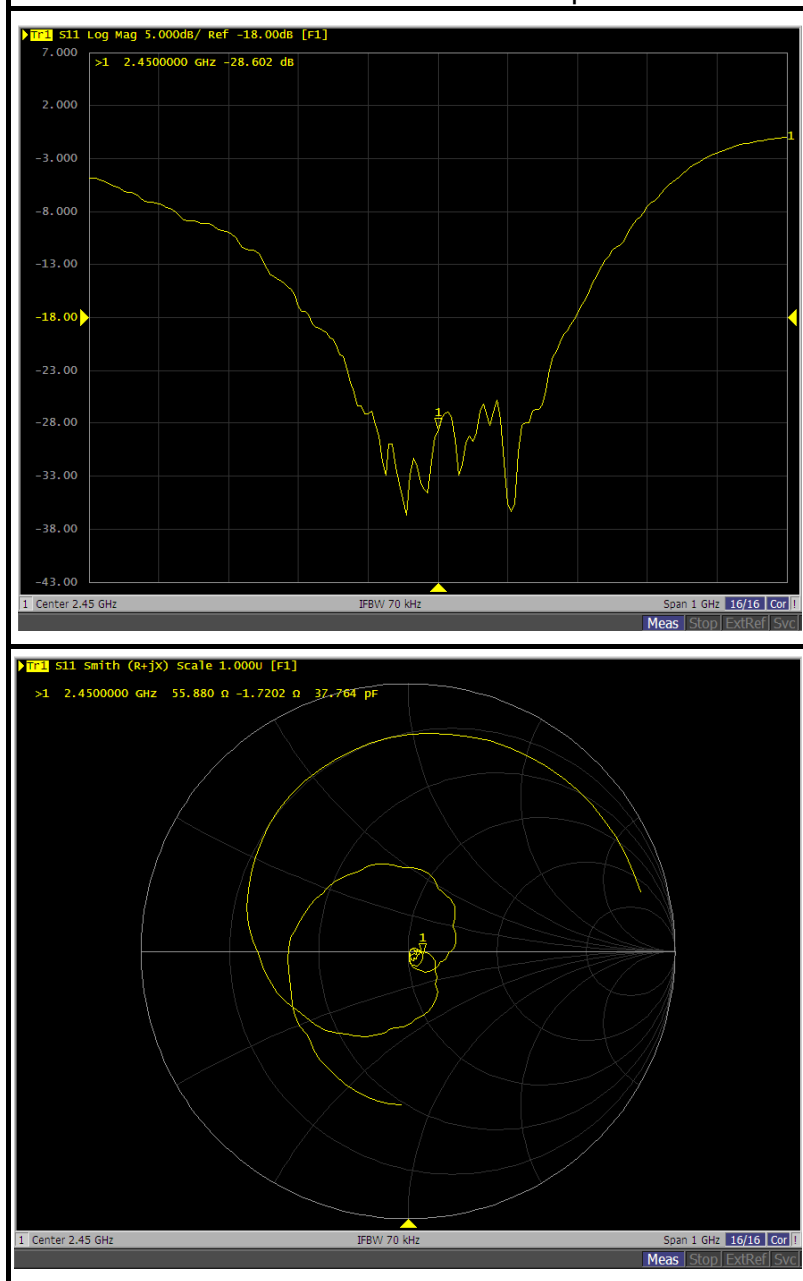 Tr1 S11 Log Mag 5.000dB/ Ref -18.00dB [F1]
7.000
>1 2.4500000 GHz -28.602 dB
2.000
1
-3.000
-8.000
-13.00
-18.00
-23.00
1
-28.00
-33.00
-38.00
-43.00
1 Center 2.45 GHz IFBW 70 kHz Span 1 GHz 16/16 Cor !
Meas Stop ExtRef Svc
Tr1 S11 Smith (R+jX) Scale 1.000U [F1]
>1 2.4500000 GHz 55.880 Ω -1.7202 Ω 37.764 pF
1
1 Center 2.45 GHz IFBW 70 kHz Span 1 GHz 16/16 Cor !
Meas Stop ExtRef Svc